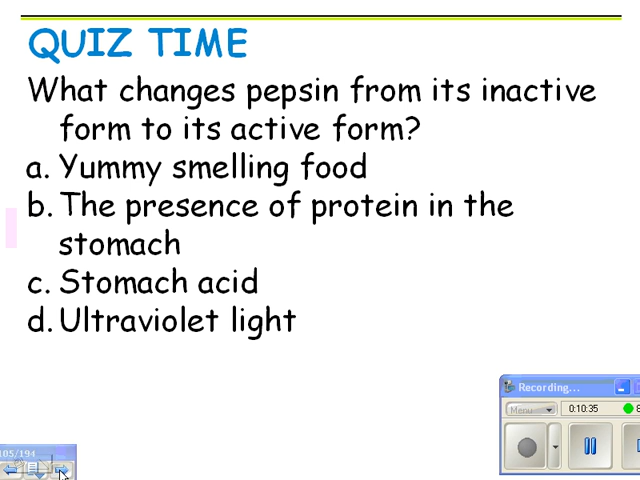 QUIZ TIME
What changes pepsin from its inactive
form to its active form?
a. Yummy smelling food
b. The presence of protein in the
stomach
c. Stomach acid
d. Ultraviolet light
Recording...
Menu
0:10:35
105/194